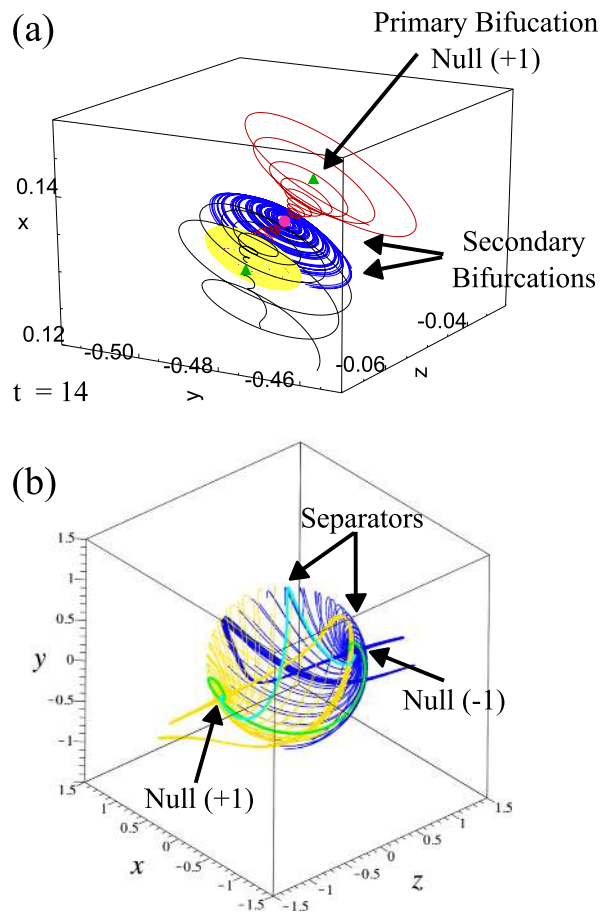 (a)
Primary Bifucation
Null (+1)
0.14
x
Secondary
Bifurcations
0.12
-0.50
-0.48
-0.46
-0.06
-0.04
y
z
t = 14
(b)
Separators
1.5
1
0.5
y
0
-0.5
-1
1.5
Null (-1)
Null (+1)
1
0.5
0
-0.5
-1
-1.5
x
-1.5
-1
-0.5
0
0.5
1
1.5
z